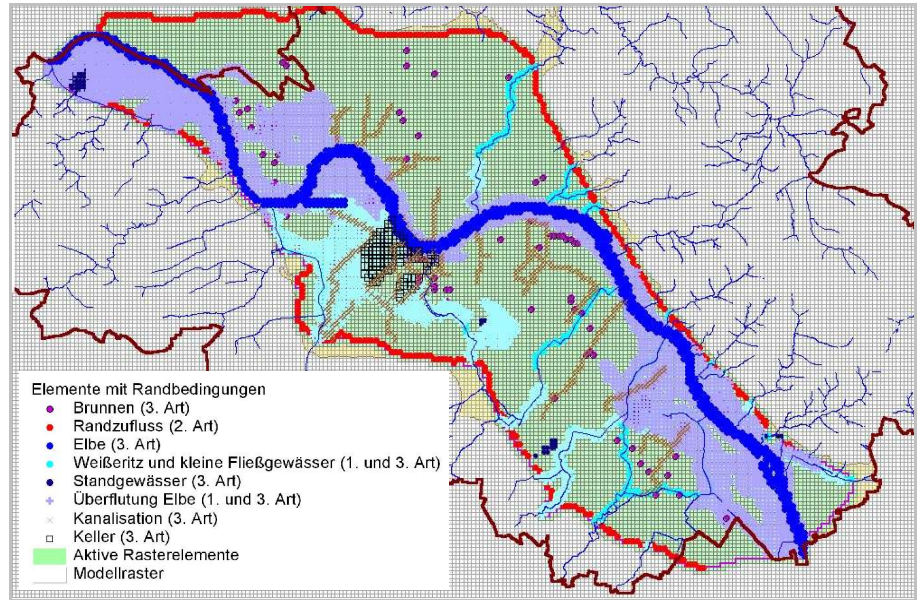 Elemente mit Randbedingungen
Brunnen (3. Art)
Randzufluss (2. Art)
Elbe (3. Art)
Weißeritz und kleine Fließgewässer (1. und 3. Art)
Standgewässer (3. Art)
Überflutung Elbe (1. und 3. Art)
Kanalisation (3. Art)
Keller (3. Art)
Aktive Rasterelemente
Modellraster